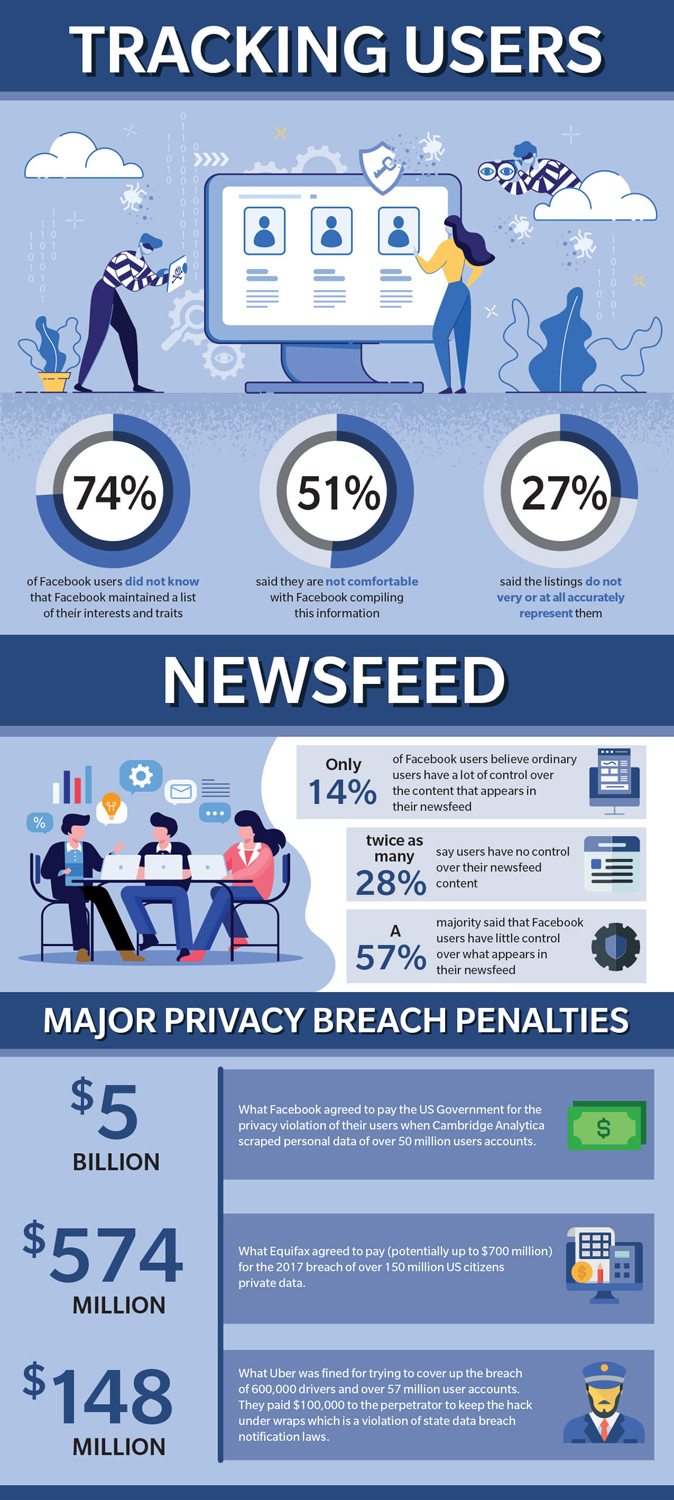 TRACKING USERS
74%
of Facebook users did not know
that Facebook maintained a list
of their interests and traits
51%
said they are not comfortable
with Facebook compiling
this information
27%
said the listings do not
very or at all accurately
represent them
NEWSFEED
%
Only
14%
of Facebook users believe ordinary
users have a lot of control over
the content that appears in
their newsfeed
twice as
many
28%
say users have no control
over their newsfeed
content
A
57%
majority said that Facebook
users have little control
over what appears in
their newsfeed
MAJOR PRIVACY BREACH PENALTIES
$5
BILLION
What Facebook agreed to pay the US Government for the
privacy violation of their users when Cambridge Analytica
scraped personal data of over 50 million users accounts.
$
$574
MILLION
What Equifax agreed to pay (potentially up to $700 million)
for the 2017 breach of over 150 million US citizens
private data.
$
$148
MILLION
What Uber was fined for trying to cover up the breach
of 600,000 drivers and over 57 million user accounts.
They paid $100,000 to the perpetrator to keep the hack
under wraps which is a violation of state data breach
notification laws.